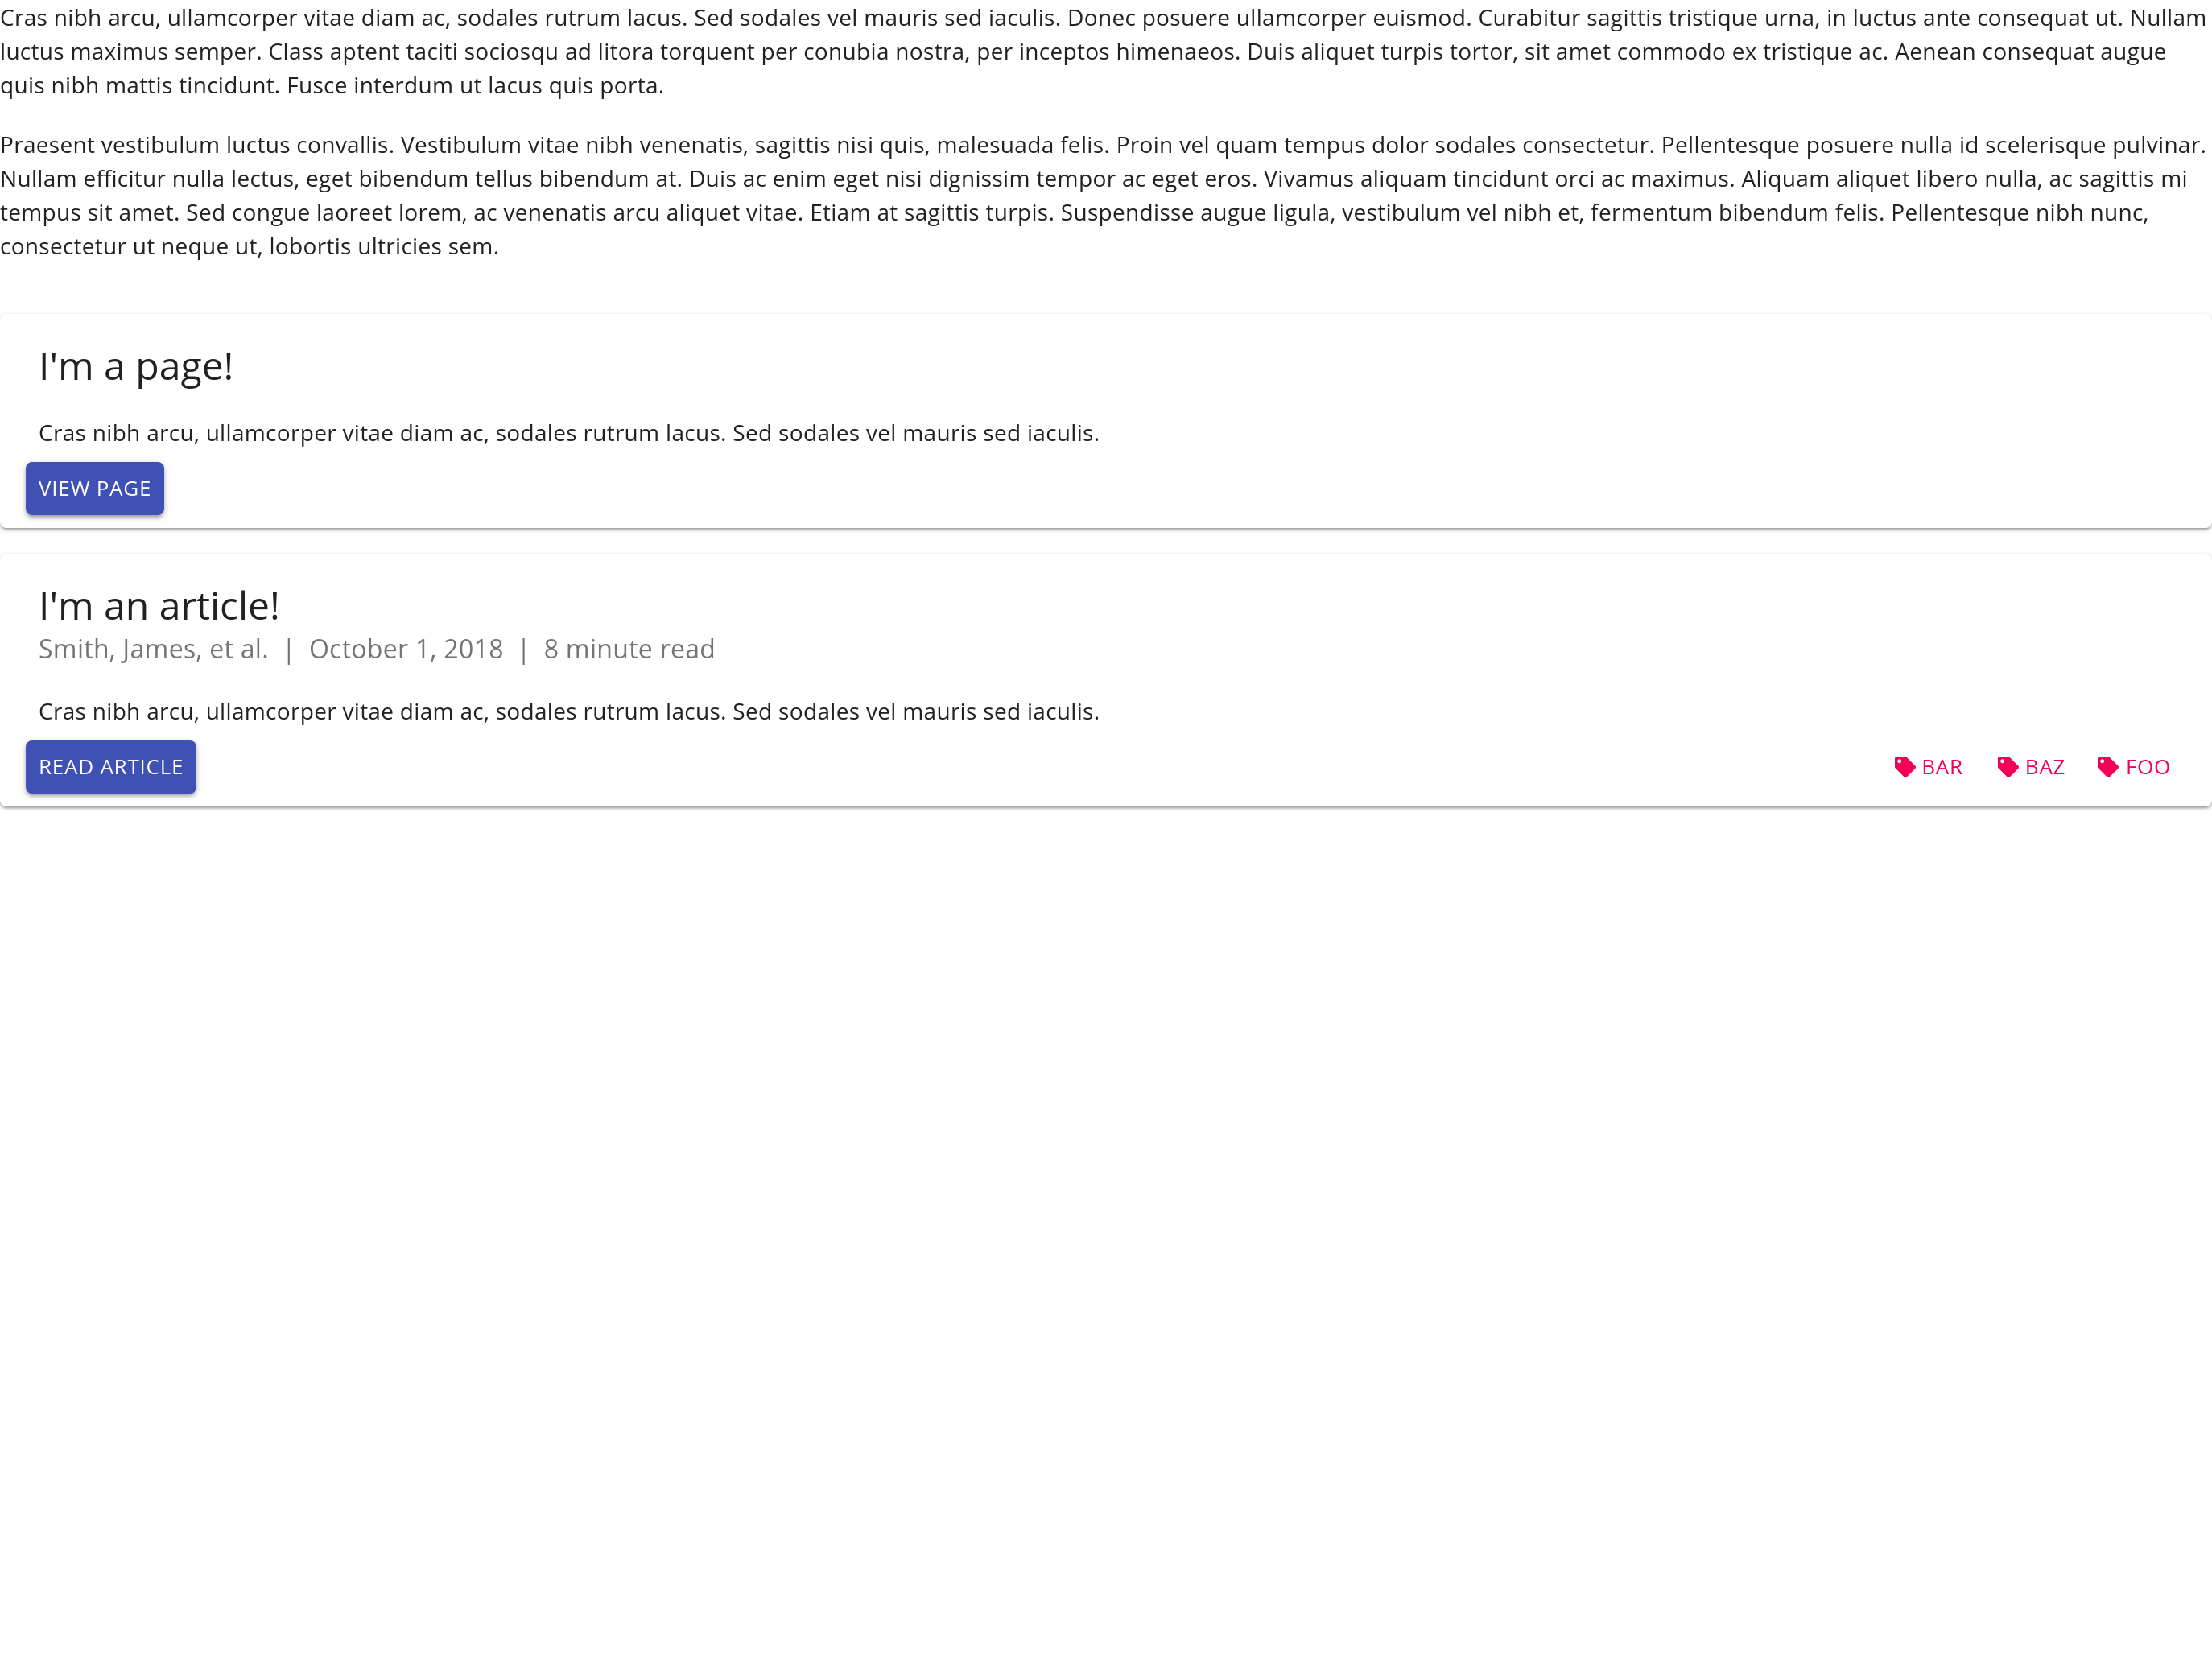 Cras nibh arcu, ullamcorper vitae diam ac, sodales rutrum lacus. Sed sodales vel mauris sed iaculis. Donec posuere ullamcorper euismod. Curabitur sagittis tristique urna, in luctus ante consequat ut. Nullam
luctus maximus semper. Class aptent taciti sociosqu ad litora torquent per conubia nostra, per inceptos himenaeos. Duis aliquet turpis tortor, sit amet commodo ex tristique ac. Aenean consequat augue
quis nibh mattis tincidunt. Fusce interdum ut lacus quis porta.
Praesent vestibulum luctus convallis. Vestibulum vitae nibh venenatis, sagittis nisi quis, malesuada felis. Proin vel quam tempus dolor sodales consectetur. Pellentesque posuere nulla id scelerisque pulvinar.
Nullam efficitur nulla lectus, eget bibendum tellus bibendum at. Duis ac enim eget nisi dignissim tempor ac eget eros. Vivamus aliquam tincidunt orci ac maximus. Aliquam aliquet libero nulla, ac sagittis mi
tempus sit amet. Sed congue laoreet lorem, ac venenatis arcu aliquet vitae. Etiam at sagittis turpis. Suspendisse augue ligula, vestibulum vel nibh et, fermentum bibendum felis. Pellentesque nibh nunc,
consectetur ut neque ut, lobortis ultricies sem.
I'm a page!
Cras nibh arcu, ullamcorper vitae diam ac, sodales rutrum lacus. Sed sodales vel mauris sed iaculis.
VIEW PAGE
I'm an article!
Smith, James, et al. | October 1, 2018 | 8 minute read
Cras nibh arcu, ullamcorper vitae diam ac, sodales rutrum lacus. Sed sodales vel mauris sed iaculis.
READ ARTICLE BAR BAZ FOO